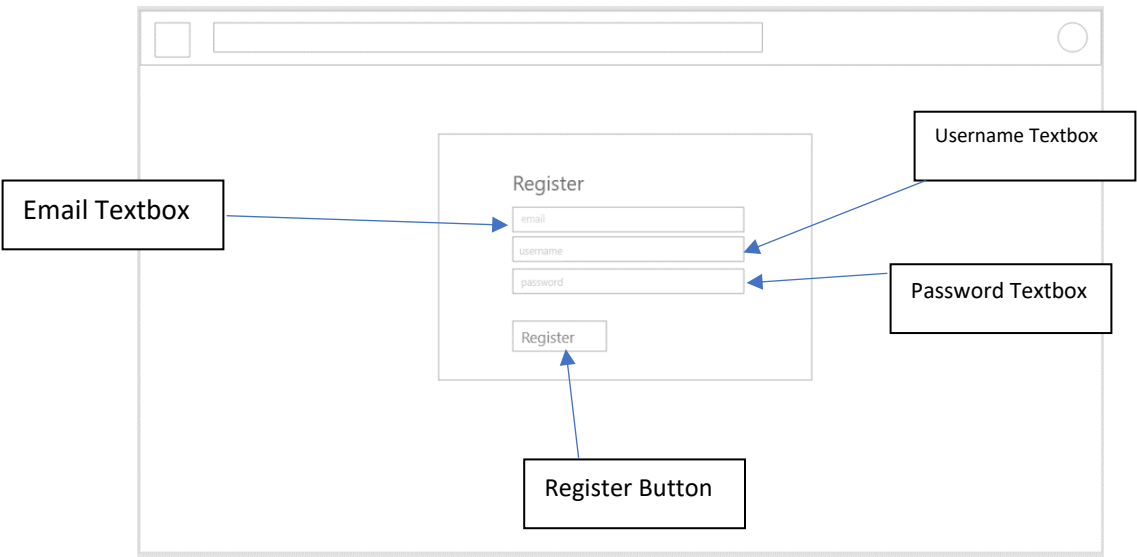 Username Textbox
Register
Email Textbox
email
username
password
Password Textbox
Register
Register Button